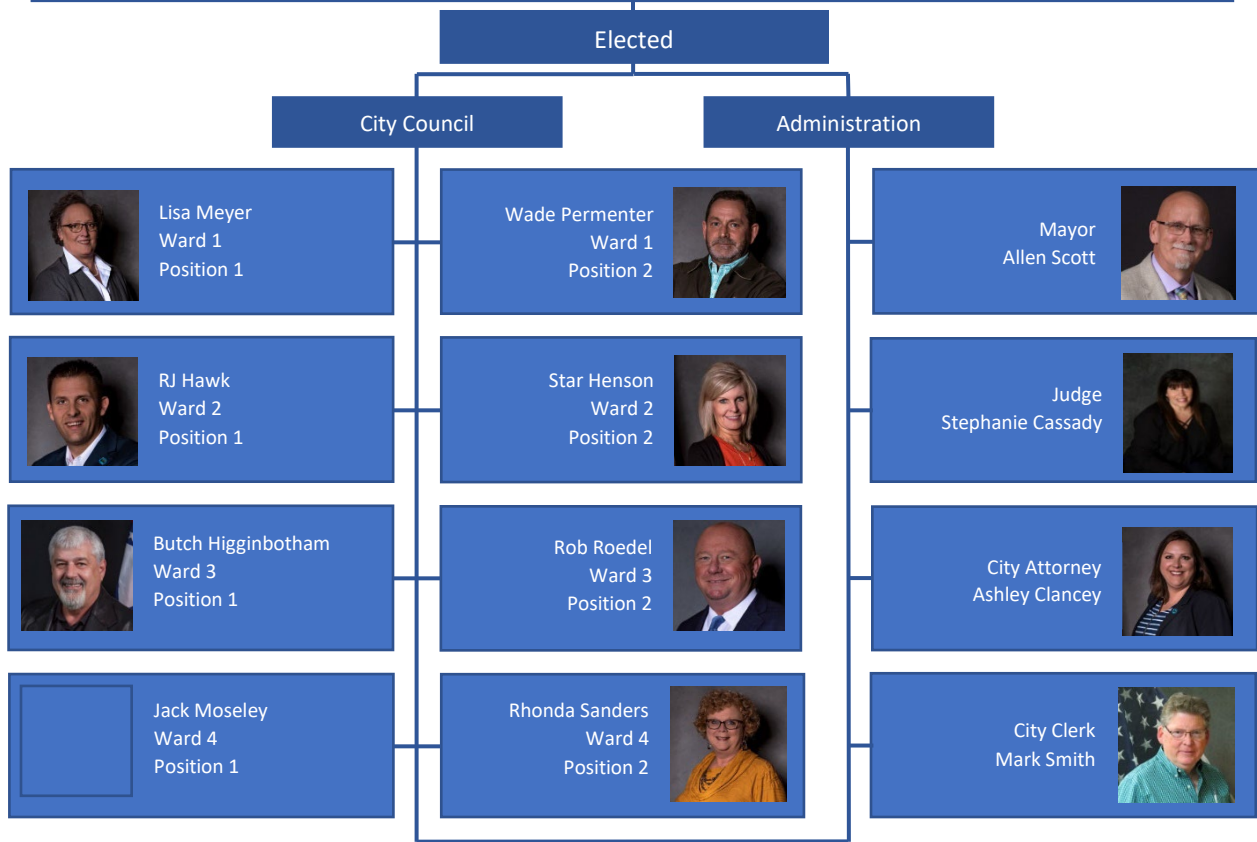 Elected
City Council
Administration
Lisa Meyer
Ward 1
Position 1
Wade Permenter
Ward 1
Position 2
Mayor
Allen Scott
RJ Hawk
Ward 2
Position 1
Star Henson
Ward 2
Position 2
Judge
Stephanie Cassady
Butch Higginbotham
Ward 3
Position 1
Rob Roedel
Ward 3
Position 2
City Attorney
Ashley Clancey
Jack Moseley
Ward 4
Position 1
Rhonda Sanders
Ward 4
Position 2
City Clerk
Mark Smith